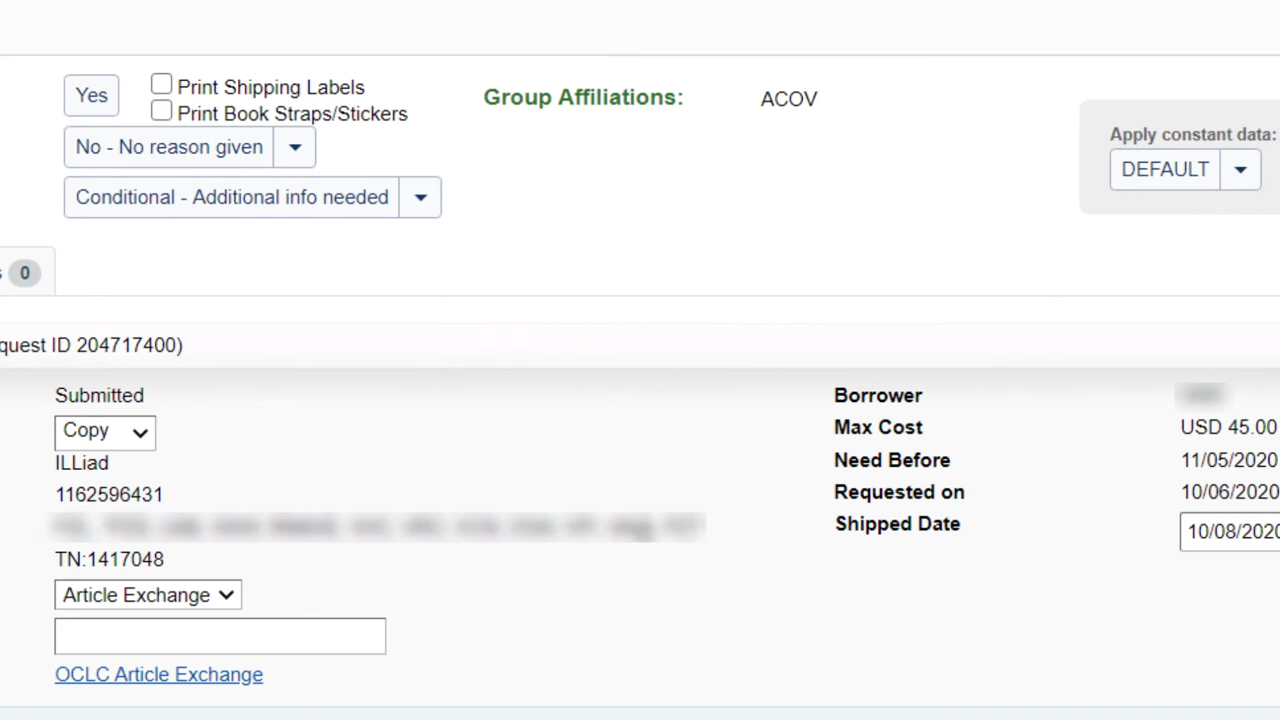 Yes
Print Shipping Labels
Print Book Straps/Stickers
Group Affiliations: ACOV
No - No reason given
Conditional - Additional info needed
Apply constant data:
DEFAULT
s 0
quest ID 204717400)
Submitted
Copy
ILLiad
1162596431
TN:1417048
Article Exchange
OCLC Article Exchange
Borrower
Max Cost USD 45.00
Need Before 11/05/2020
Requested on 10/06/2020
Shipped Date 10/08/2020